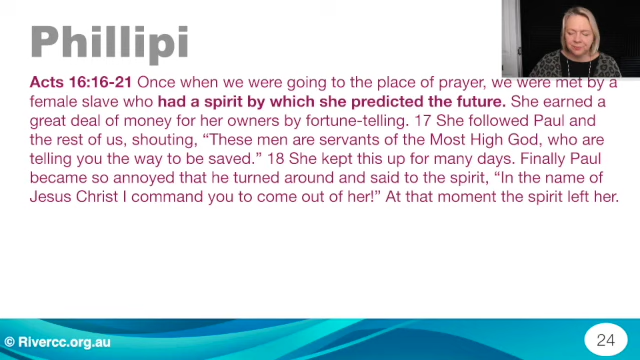 Phillipi
Acts 16:16-21 Once when we were going to the place of prayer, we were met by a
female slave who had a spirit by which she predicted the future. She earned a
great deal of money for her owners by fortune-telling. 17 She followed Paul and
the rest of us, shouting, “These men are servants of the Most High God, who are
telling you the way to be saved.” 18 She kept this up for many days. Finally Paul
became so annoyed that he turned around and said to the spirit, “In the name of
Jesus Christ I command you to come out of her!” At that moment the spirit left her.
© Rivercc.org.au
24